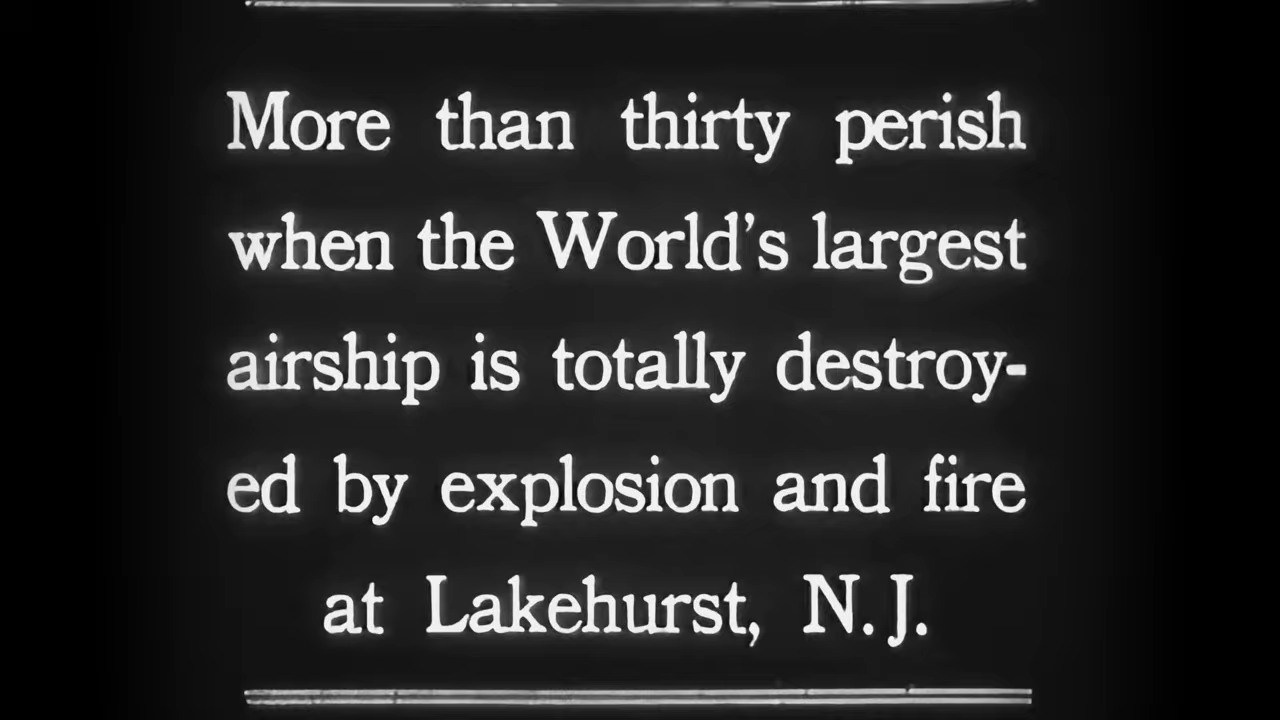 More than thirty perish
when the World's largest
airship is totally destroy-
ed by explosion and fire
at Lakehurst, N.J.